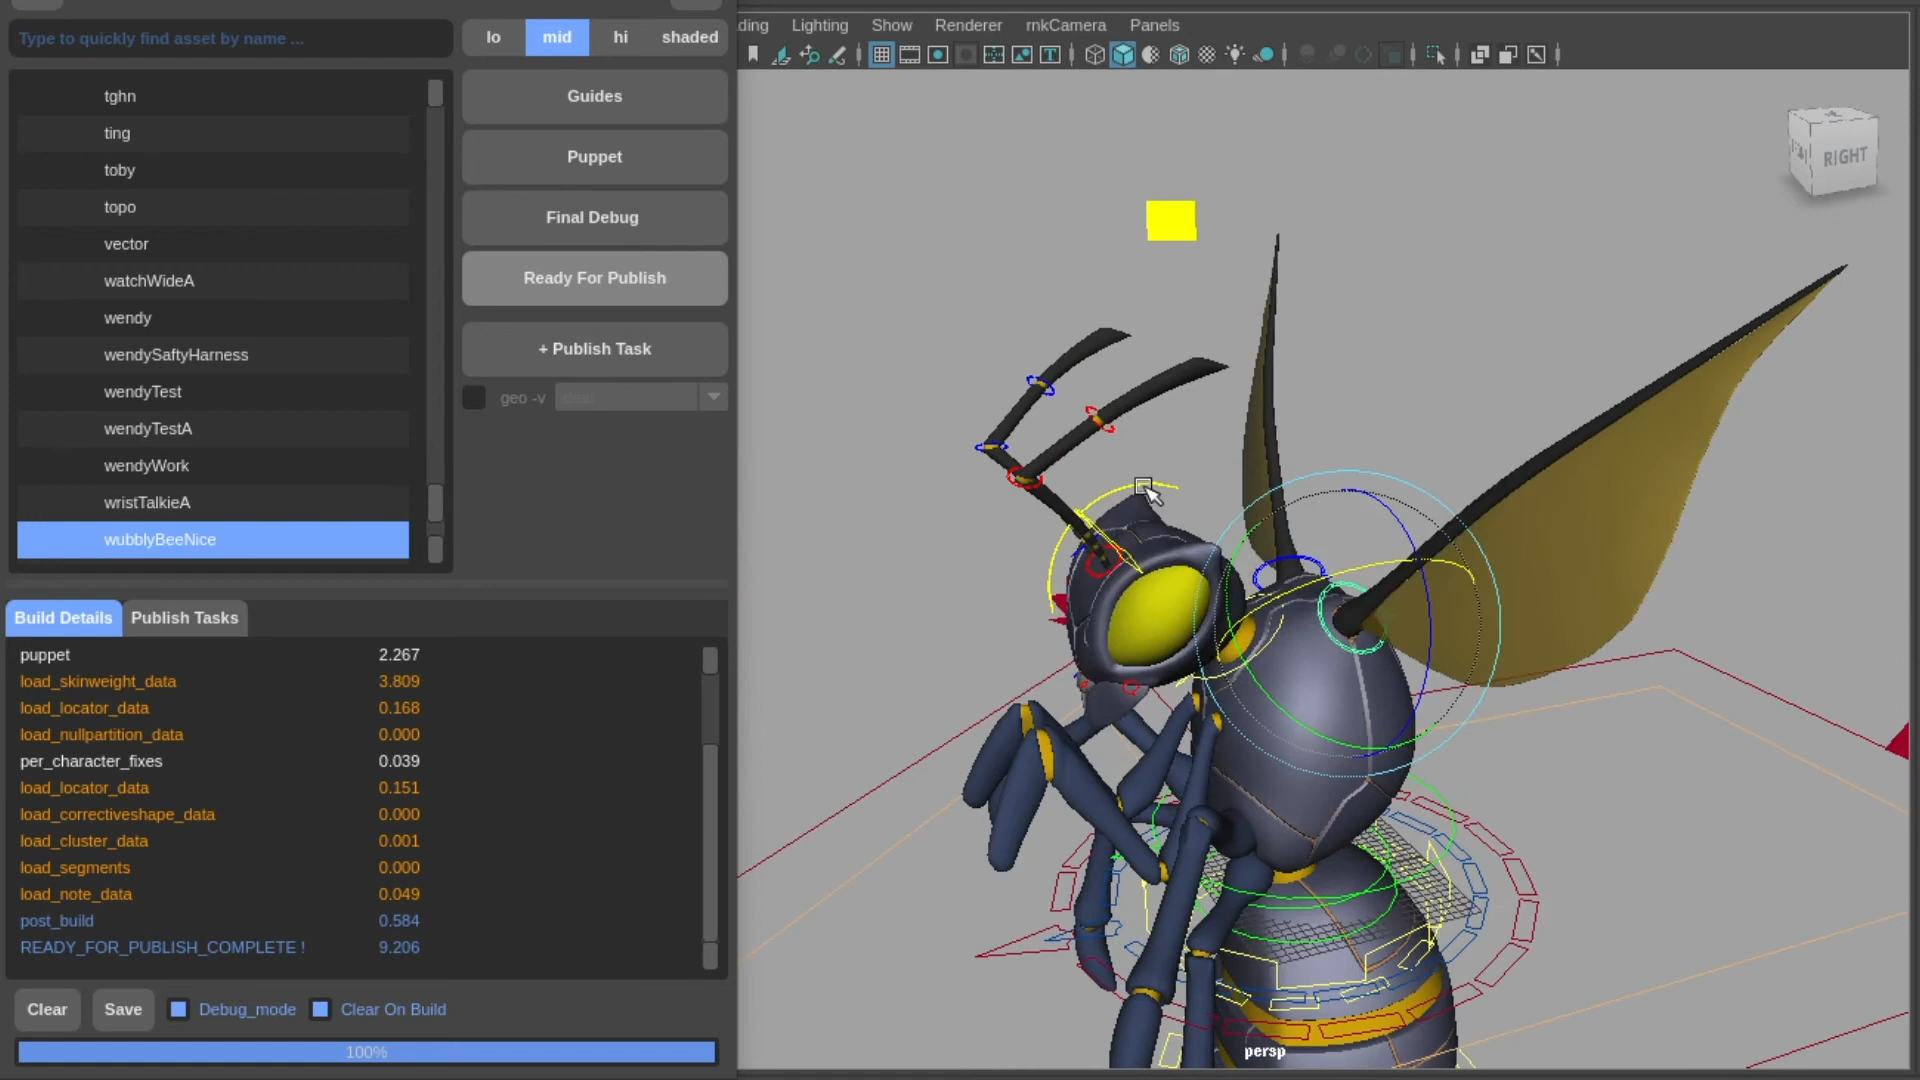 Type to quickly find asset by name ...
lo mid hi shaded
tghn
ting
toby
topo
vector
watchWideA
wendy
wendySaftyHarness
wendyTest
wendyTestA
wendyWork
wristTalkieA
wubblyBeeNice
Guides
Puppet
Final Debug
Ready For Publish
+ Publish Task
geo -v
Build Details Publish Tasks
puppet 2.267
load_skinweight_data 3.809
load_locator_data 0.168
load_nullpartition_data 0.000
per_character_fixes 0.039
load_locator_data 0.151
load_correctiveshape_data 0.000
load_cluster_data 0.001
load_segments 0.000
load_note_data 0.049
post_build 0.584
READY_FOR_PUBLISH_COMPLETE ! 9.206
Clear Save Debug_mode Clear On Build
100%
ding Lighting Show Renderer rnkCamera Panels
T
RIGHT
persp